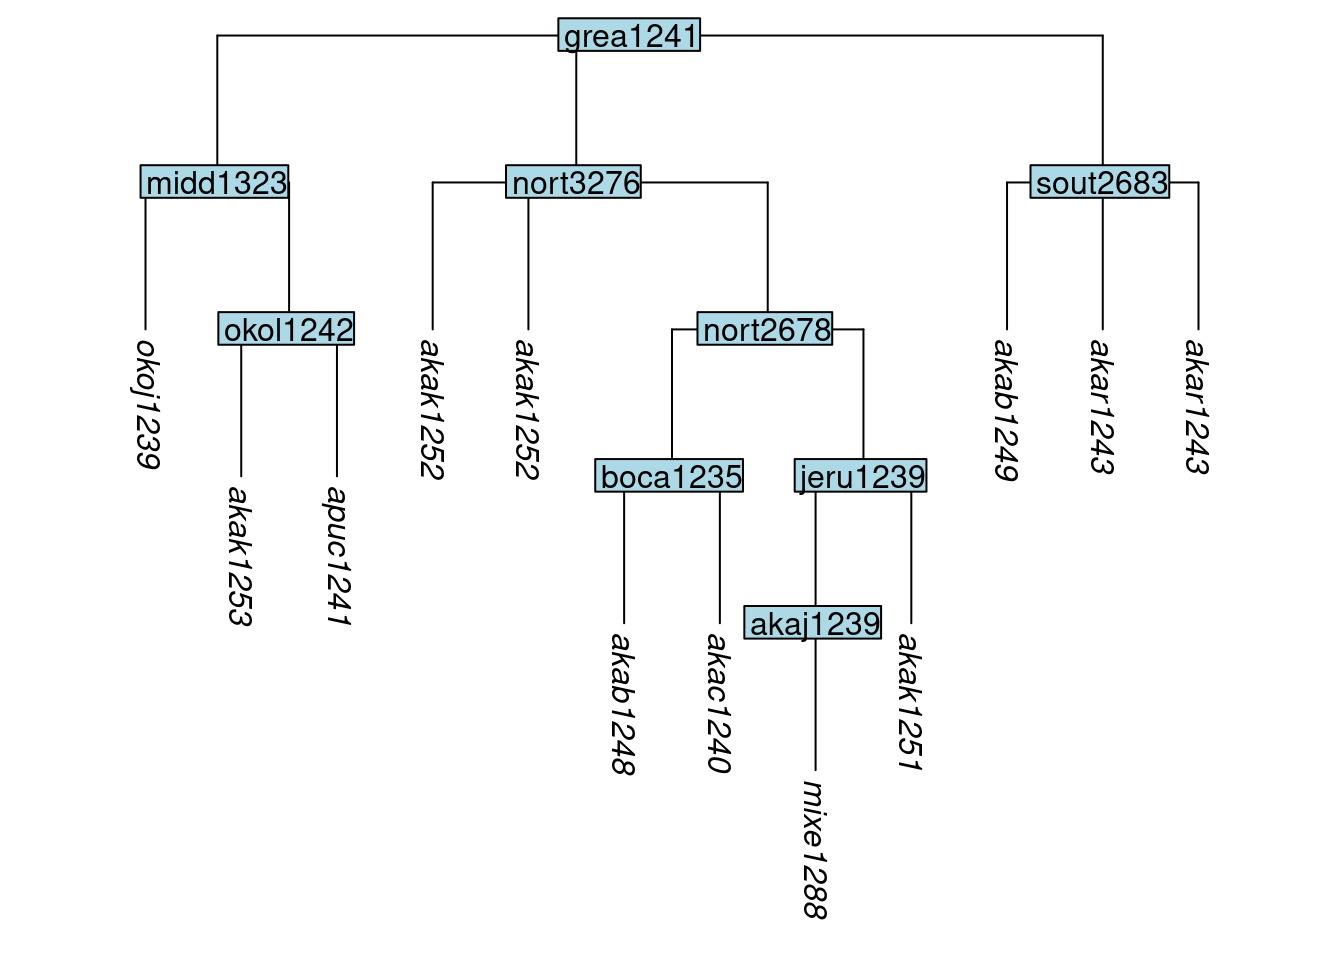 grea1241
midd1323
nort3276
sout2683
okol1242
nort2678
okoj1239
akak1252
akak1252
akab1249
akar1243
akar1243
boca1235
jeru1239
akak1253
apuc1241
akaj1239
akab1248
akac1240
akak1251
mixe1288